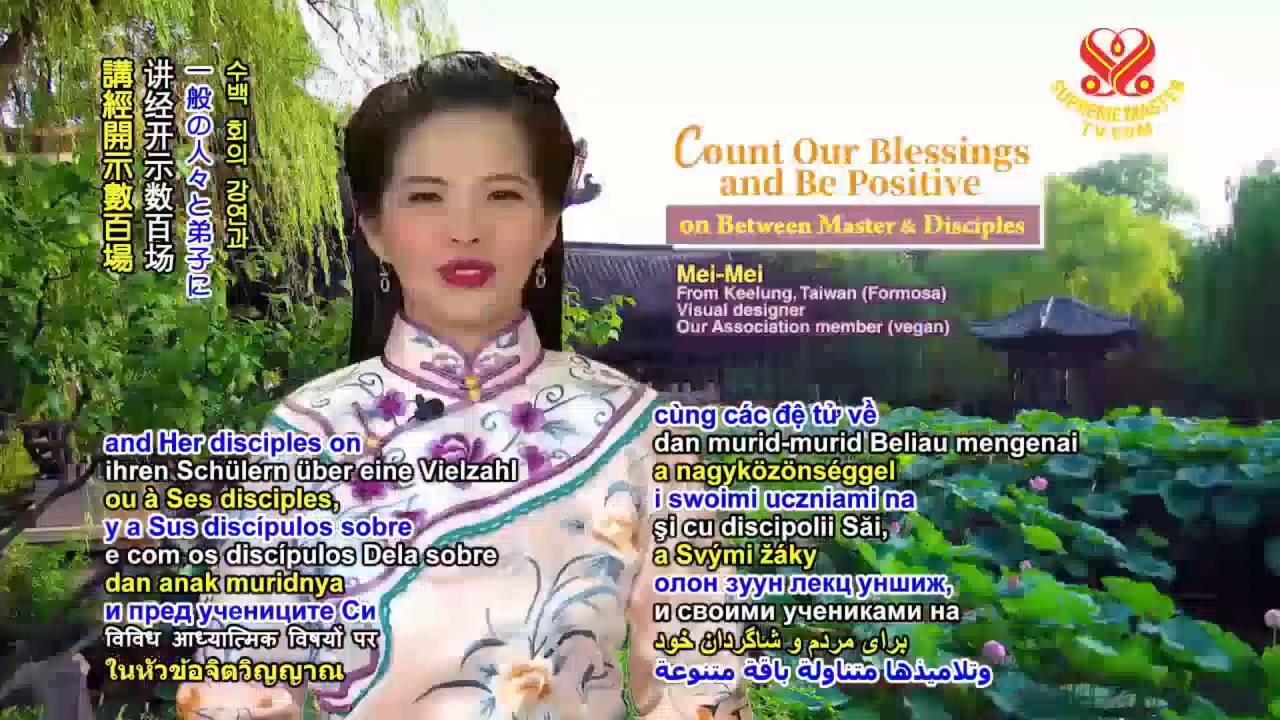 수백 회의 강연과
一般の人々と弟子に
讲经开示数百场
講經開示數百場
SUPREMEMASTER
TV.COM
Count Our Blessings
and Be Positive
on Between Master & Disciples
Mei-Mei
From Keelung, Taiwan (Formosa)
Visual designer
Our Association member (vegan)
and Her disciples on
ihren Schülern über eine Vielzahl
ou à Ses disciples,
y a Sus discípulos sobre
e com os discípulos Dela sobre
dan anak muridnya
и пред учениците Си
विविध आध्यात्मिक विषयों पर
ในหัวข้อจิตวิญญาณ
cùng các đệ tử về
dan murid-murid Beliau mengenai
a nagyközönséggel
i swoimi uczniami na
şi cu discipolii Săi,
a Svými žáky
олон зуун лекц уншиж,
и своими учениками на
برای مردم و شاگردان خود
وتلاميذها متناولة باقة متنوعة